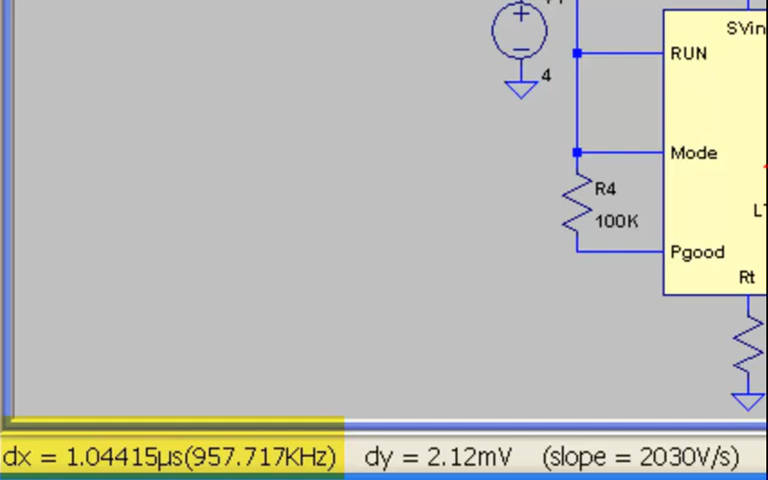 SVin
RUN
4
Mode
R4
100K
Pgood
Rt
dx = 1.04415µs(957.717KHz) dy = 2.12mV (slope = 2030V/s)